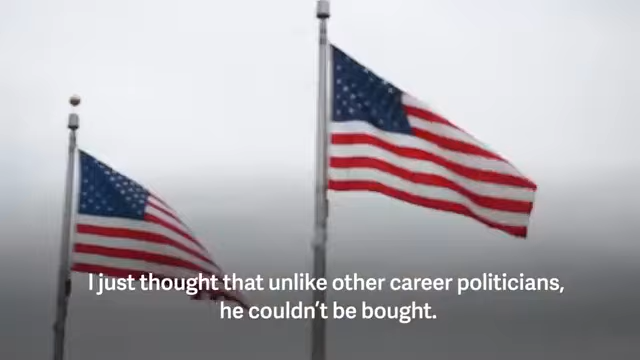 I just thought that unlike other career politicians,
he couldn’t be bought.